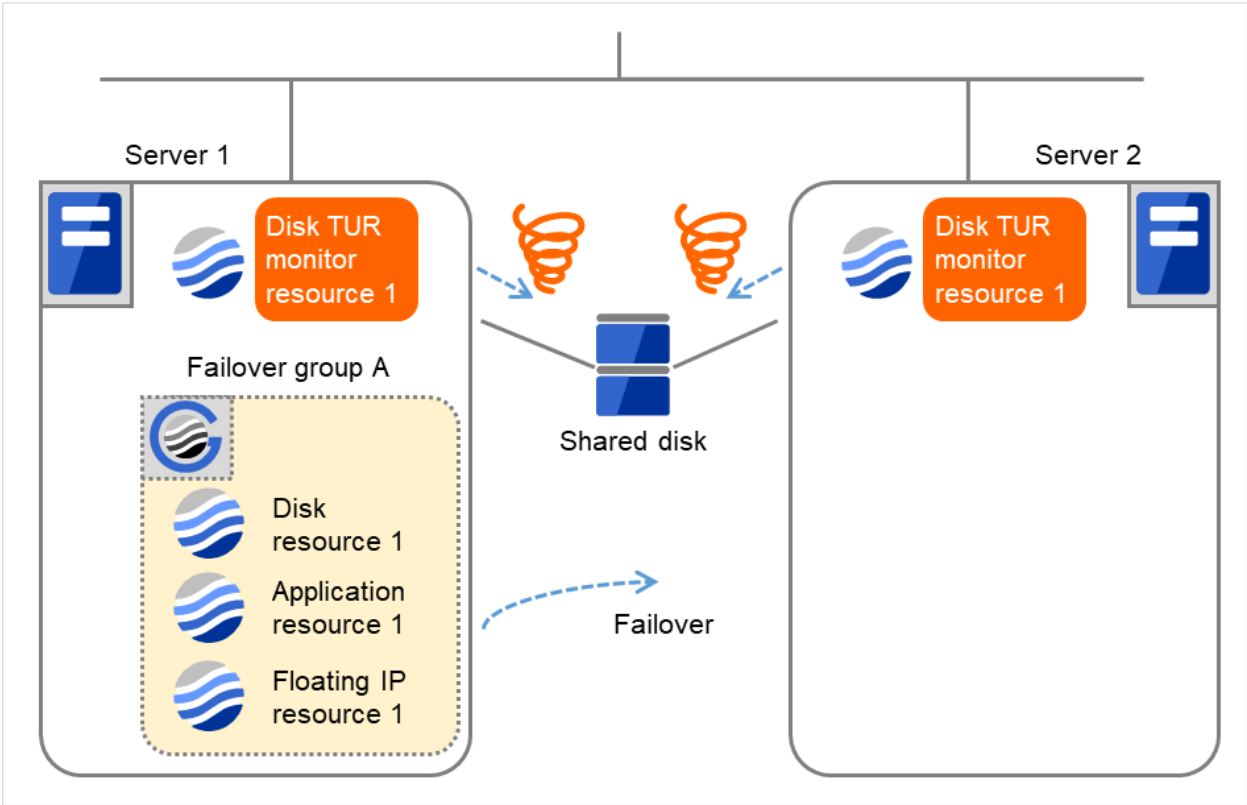 Server 1
Server 2
Disk TUR
monitor
resource 1
Disk TUR
monitor
resource 1
Shared disk
Failover group A
Disk
resource 1
Application
resource 1
Floating IP
resource 1
Failover